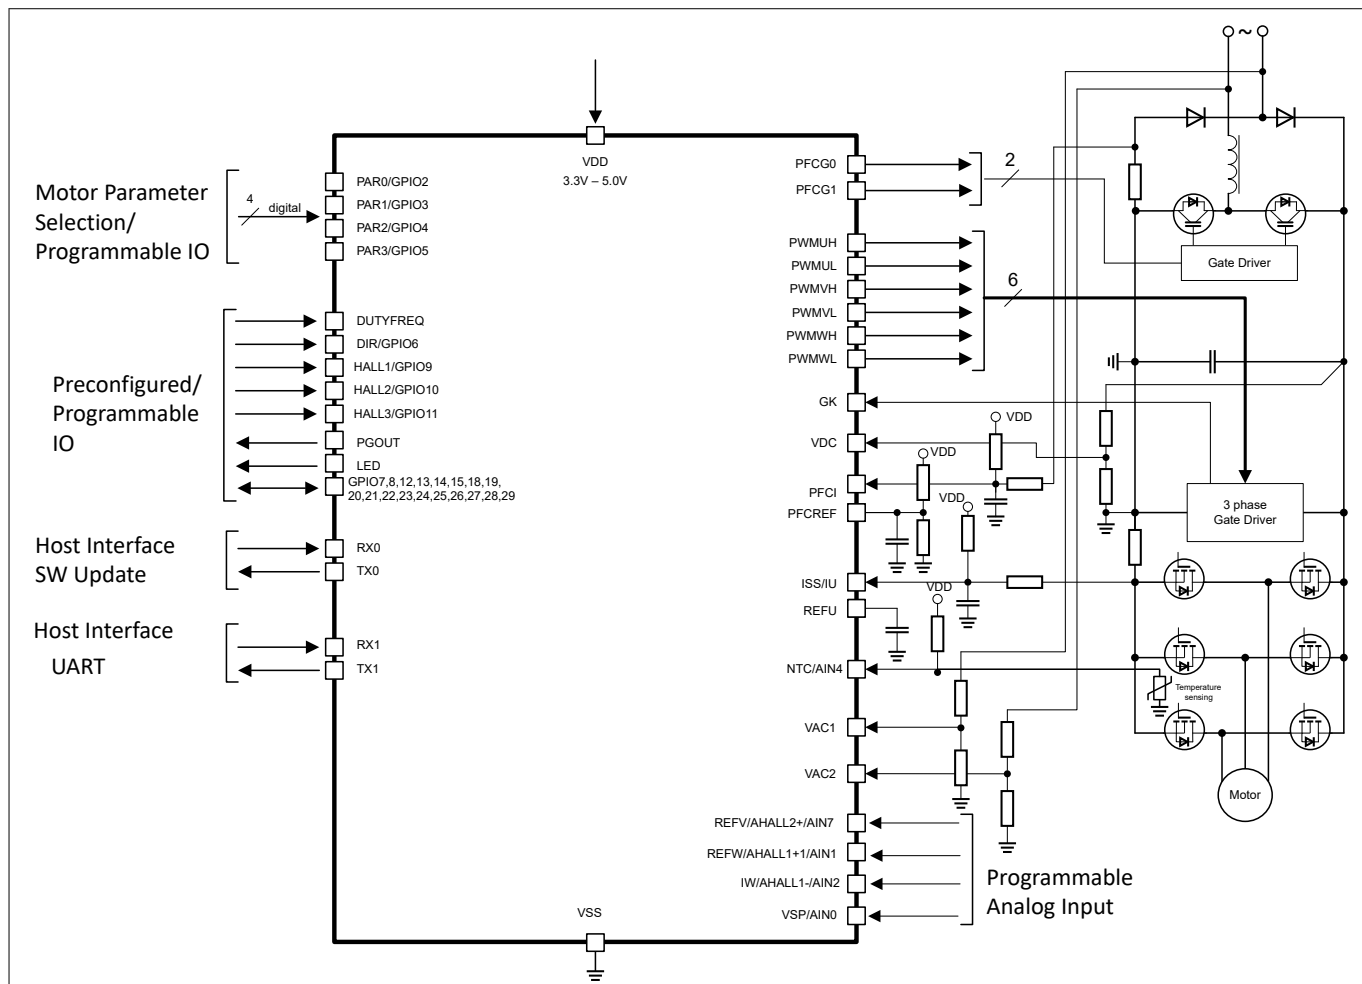 ~
VDD
3.3V – 5.0V
Motor Parameter
Selection/
Programmable IO
4
digital
PAR0/GPIO2
PAR1/GPIO3
PAR2/GPIO4
PAR3/GPIO5
Preconfigured/
Programmable
IO
DUTYFREQ
DIR/GPIO6
HALL1/GPIO9
HALL2/GPIO10
HALL3/GPIO11
PGOUT
LED
GPIO7,8,12,13,14,15,18,19,
20,21,22,23,24,25,26,27,28,29
Host Interface
SW Update
RX0
TX0
Host Interface
UART
RX1
TX1
VSS
PFCG0
PFCG1
2
PWMUH
PWMUL
PWMVH
PWMVL
PWMWH
PWMWL
6
GK
VDC
PFCI
PFCREF
ISS/IU
REFU
NTC/AIN4
VAC1
VAC2
REFV/AHALL2+/AIN7
REFW/AHALL1+1/AIN1
IW/AHALL1-/AIN2
VSP/AIN0
Programmable
Analog Input
VDD
VDD
VDD
VDD
Gate Driver
3 phase
Gate Driver
Temperature
sensing
Motor